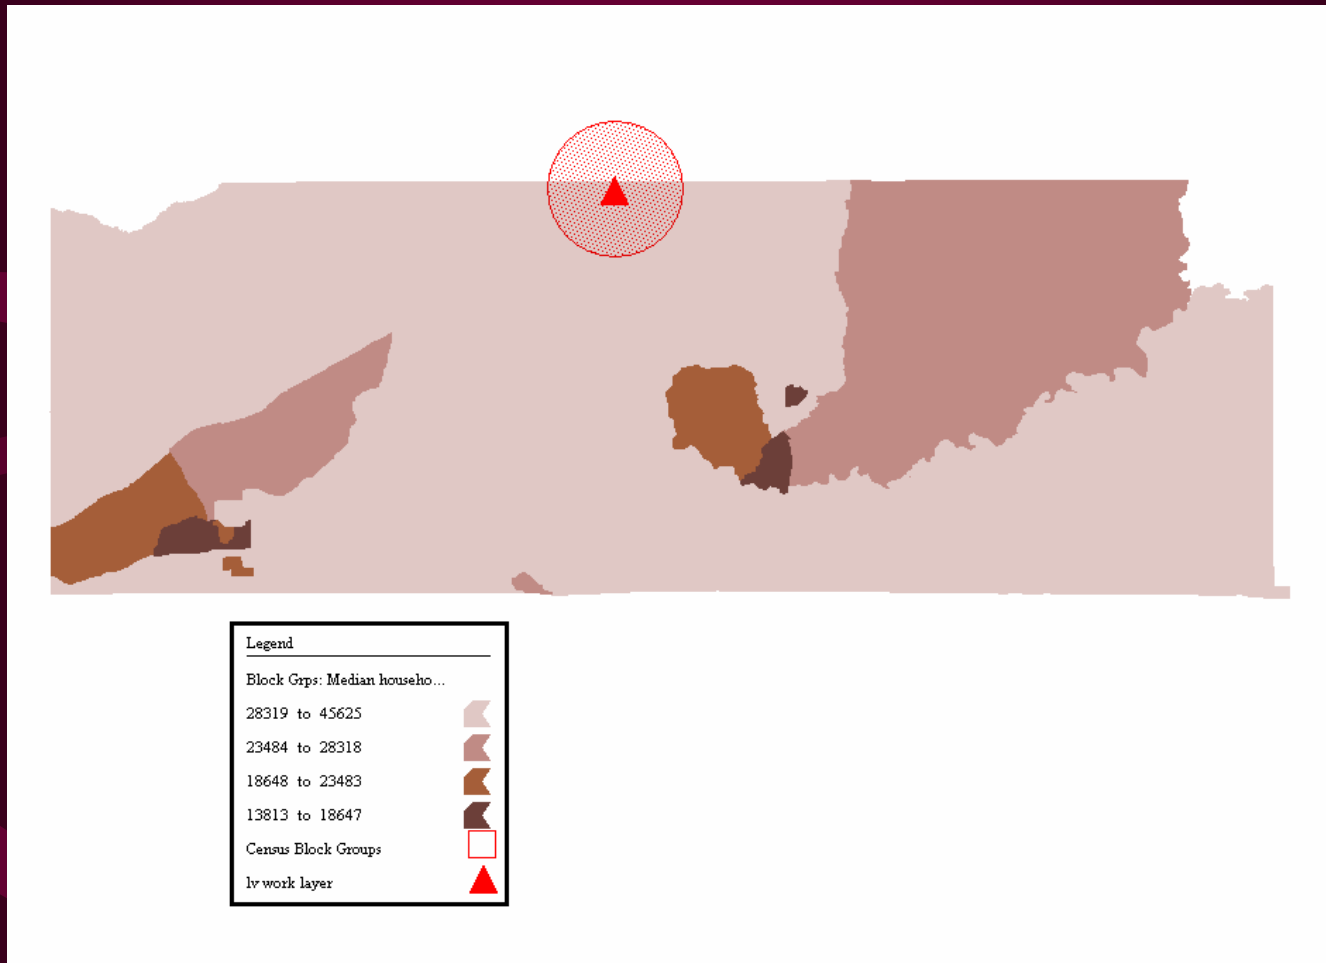 Legend
Block Grps: Median househo...
28319 to 45625
23484 to 28318
18648 to 23483
13813 to 18647
Census Block Groups
lv work layer